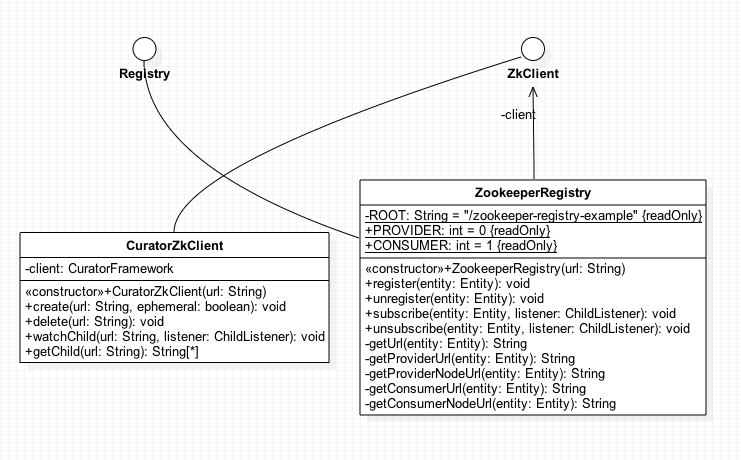 Registry
ZkClient
-client
ZookeeperRegistry
-ROOT: String = "/zookeeper-registry-example" {readOnly}
+PROVIDER: int = 0 {readOnly}
+CONSUMER: int = 1 {readOnly}
«constructor»+ZookeeperRegistry(url: String)
+register(entity: Entity): void
+unregister(entity: Entity): void
+subscribe(entity: Entity, listener: ChildListener): void
+unsubscribe(entity: Entity, listener: ChildListener): void
-getUrl(entity: Entity): String
-getProviderUrl(entity: Entity): String
-getProviderNodeUrl(entity: Entity): String
-getConsumerUrl(entity: Entity): String
-getConsumerNodeUrl(entity: Entity): String
CuratorZkClient
-client: CuratorFramework
«constructor»+CuratorZkClient(url: String)
+create(url: String, ephemeral: boolean): void
+delete(url: String): void
+watchChild(url: String, listener: ChildListener): void
+getChild(url: String): String[*]